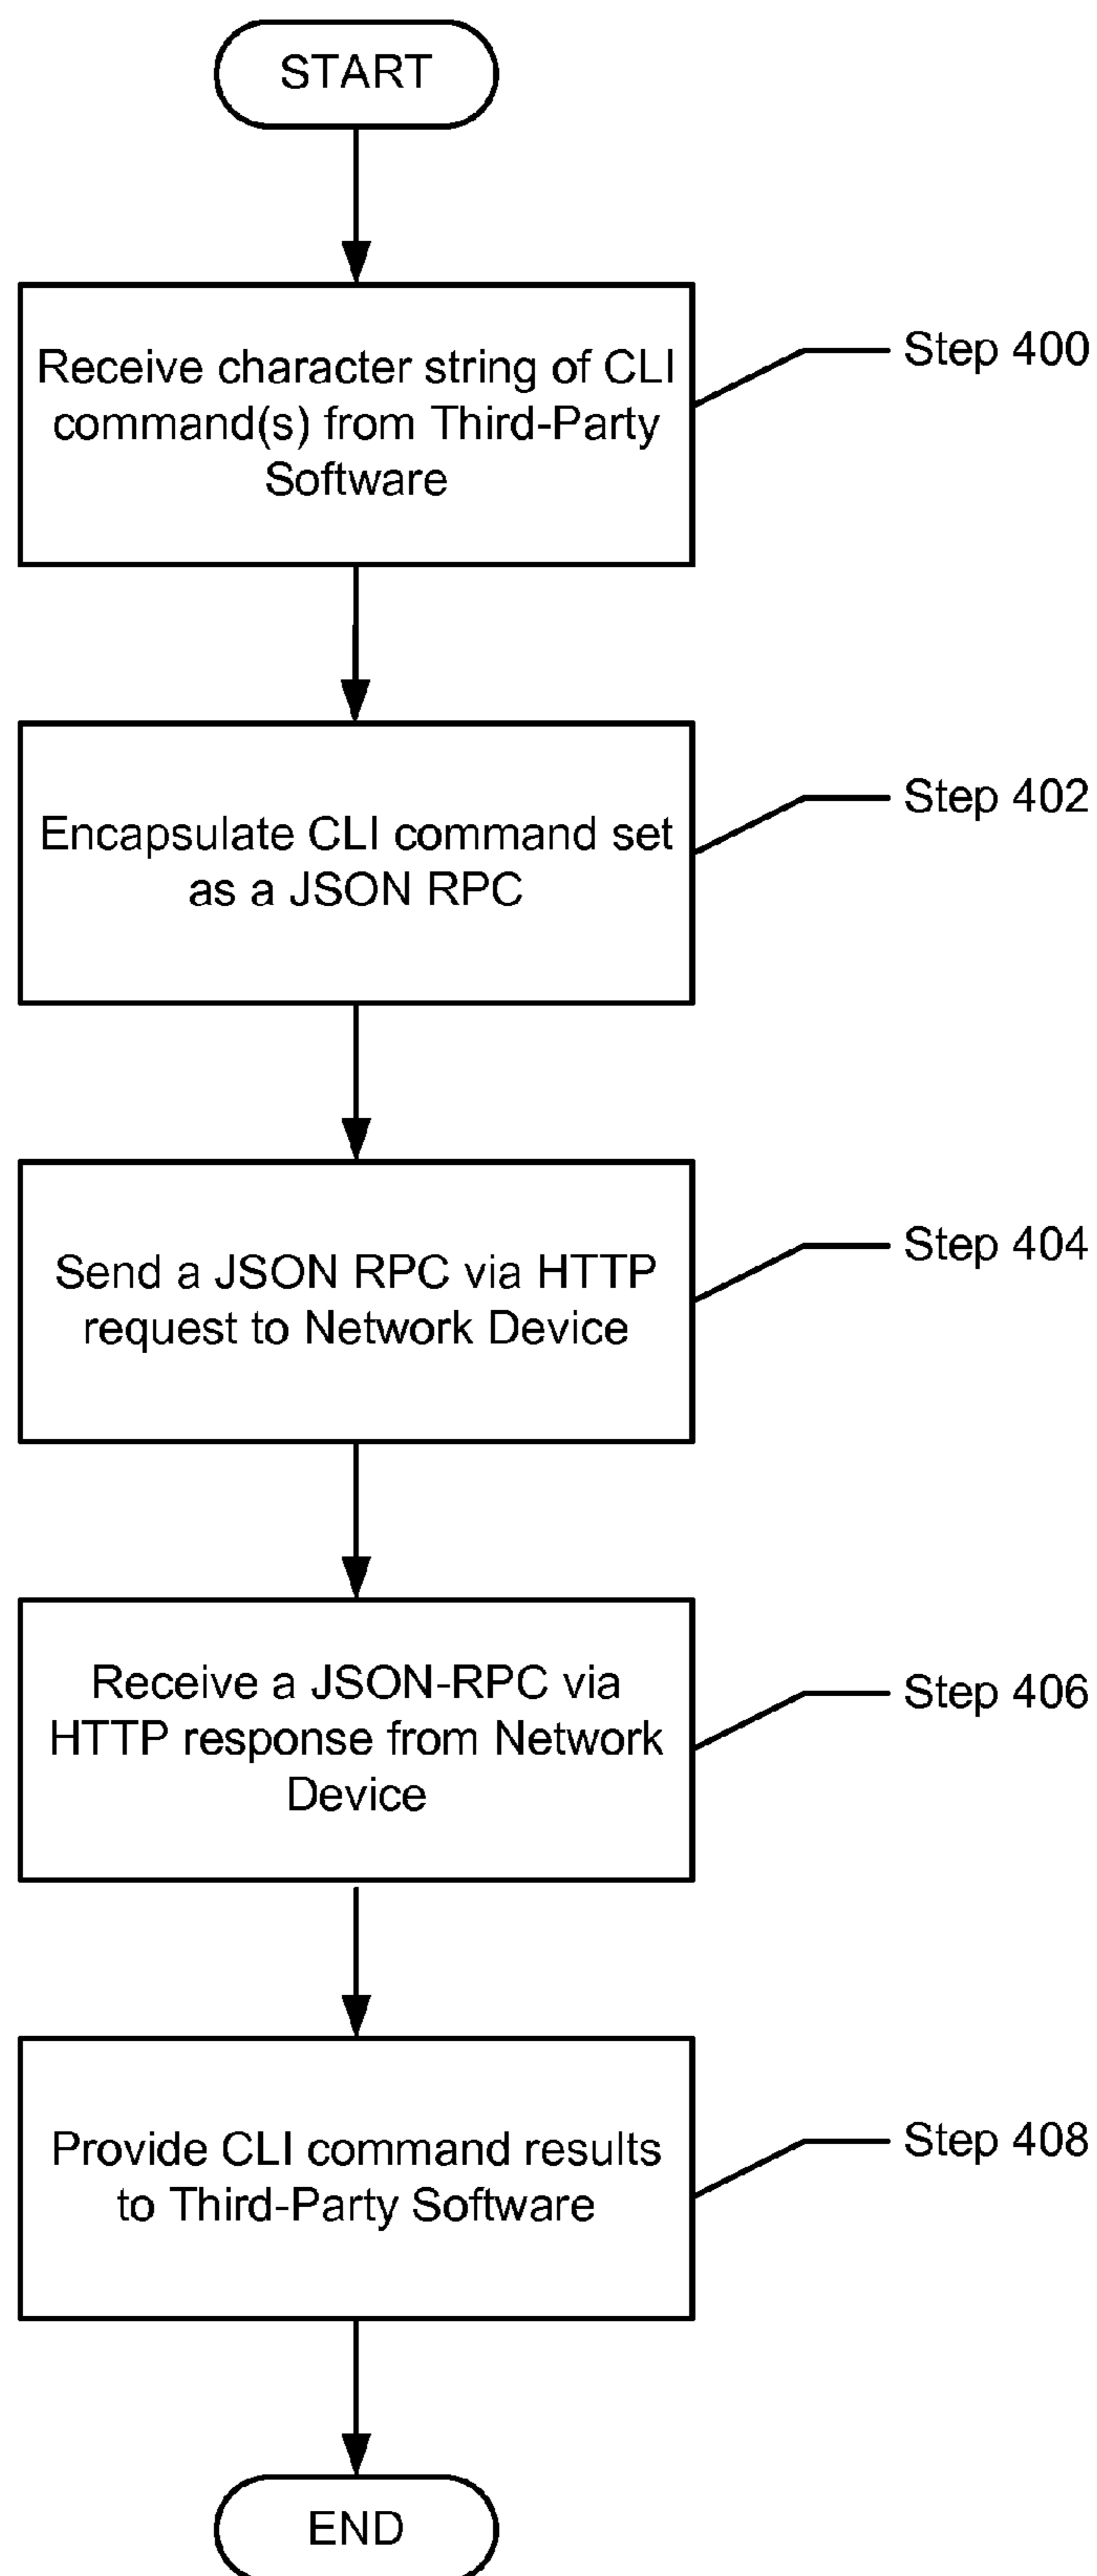 START
Receive character string of CLI
command(s) from Third-Party
Software
Step 400
Encapsulate CLI command set
as a JSON RPC
Step 402
Send a JSON RPC via HTTP
request to Network Device
Step 404
Receive a JSON-RPC via
HTTP response from Network
Device
Step 406
Provide CLI command results
to Third-Party Software
Step 408
END